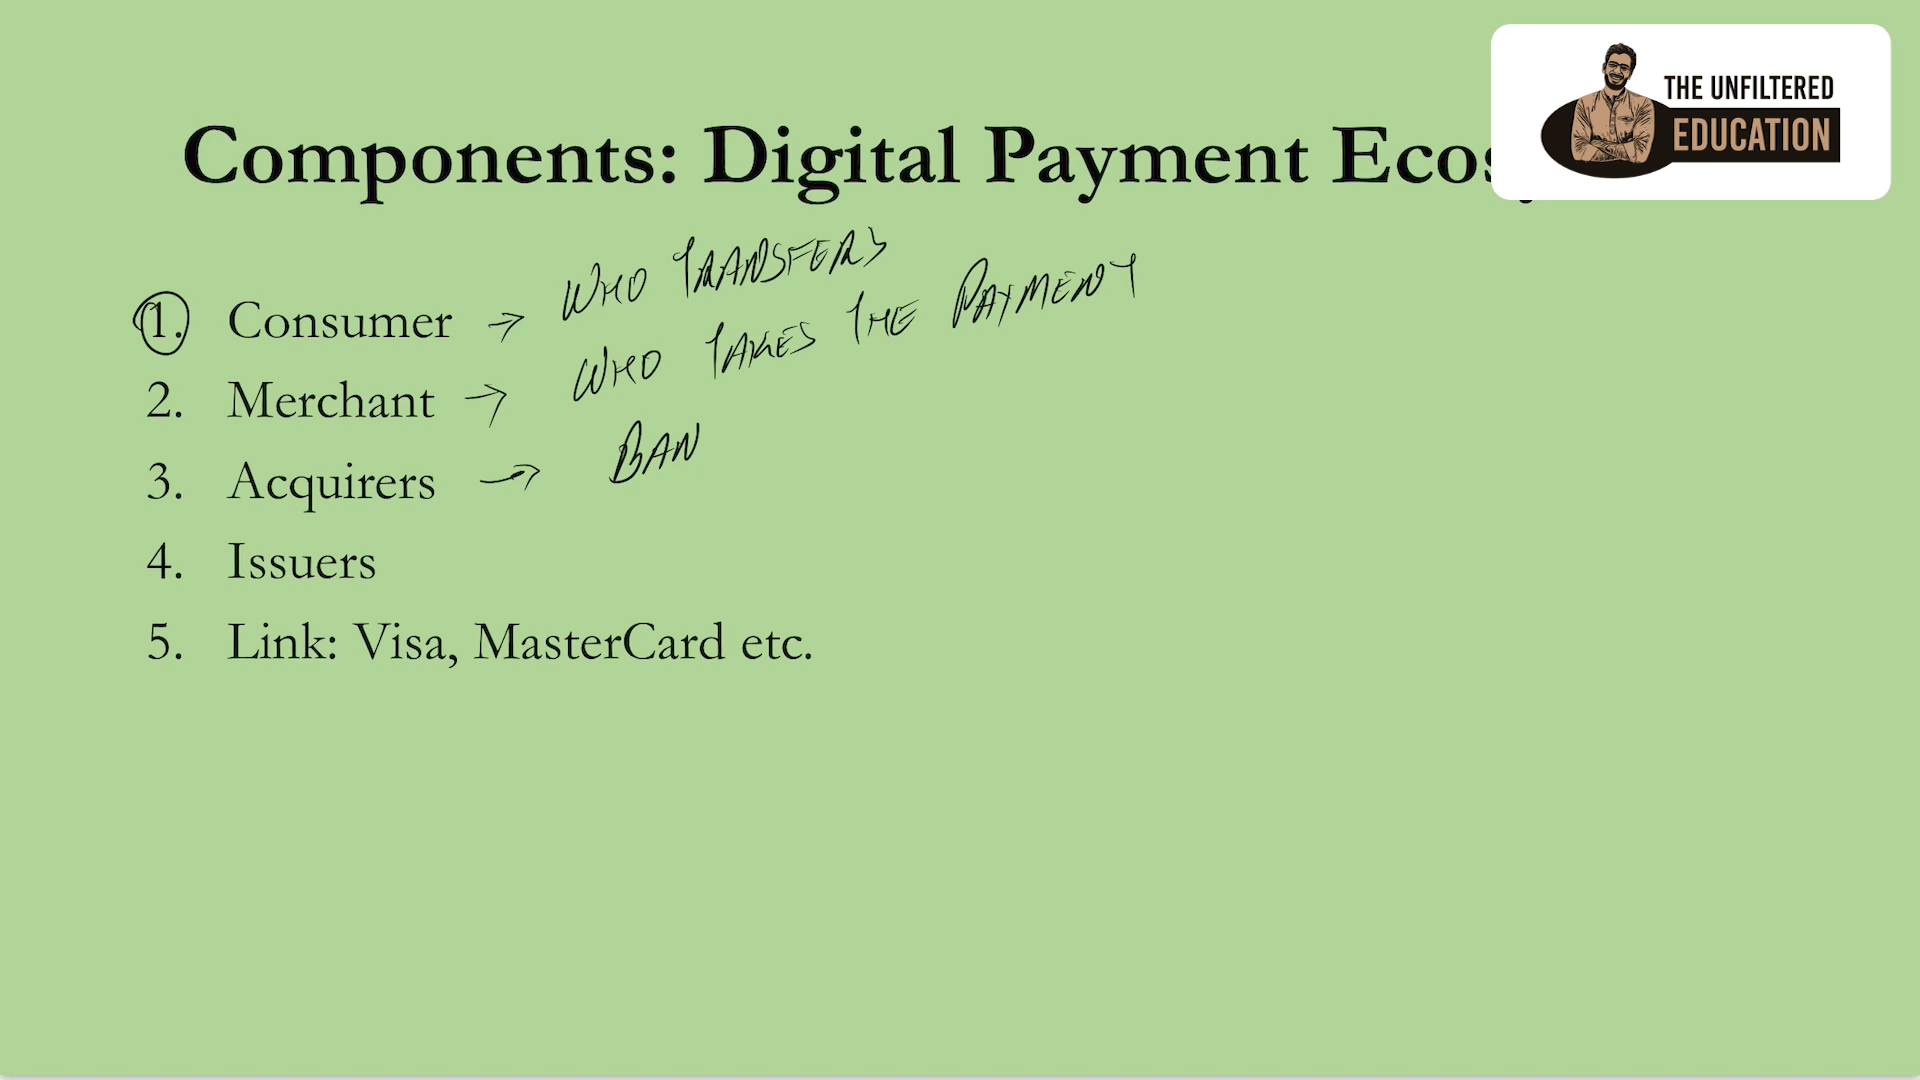 THE UNFILTERED
EDUCATION
Components: Digital Payment Ecos
1. Consumer → WHO TRANSFERS
2. Merchant → WHO TAKES THE PAYMENT
3. Acquirers → BAN
4. Issuers
5. Link: Visa, MasterCard etc.